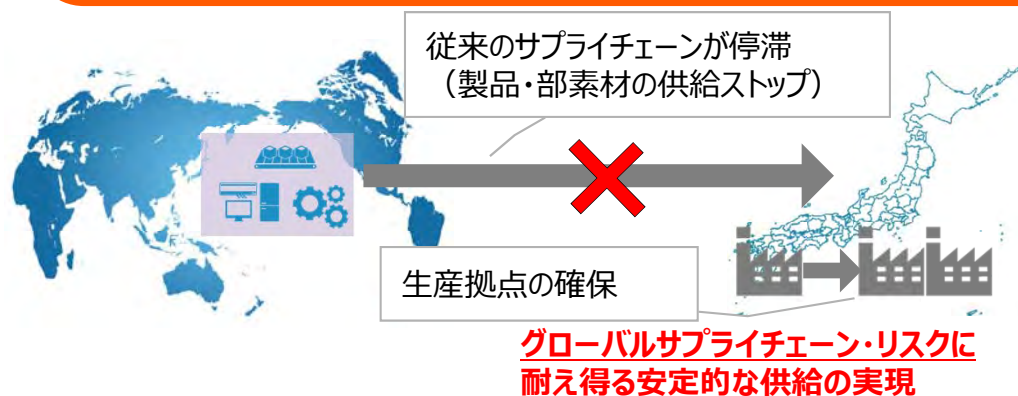 従来のサプライチェーンが停滞
（製品・部素材の供給ストップ）
生産拠点の確保
グローバルサプライチェーン・リスクに
耐え得る安定的な供給の実現